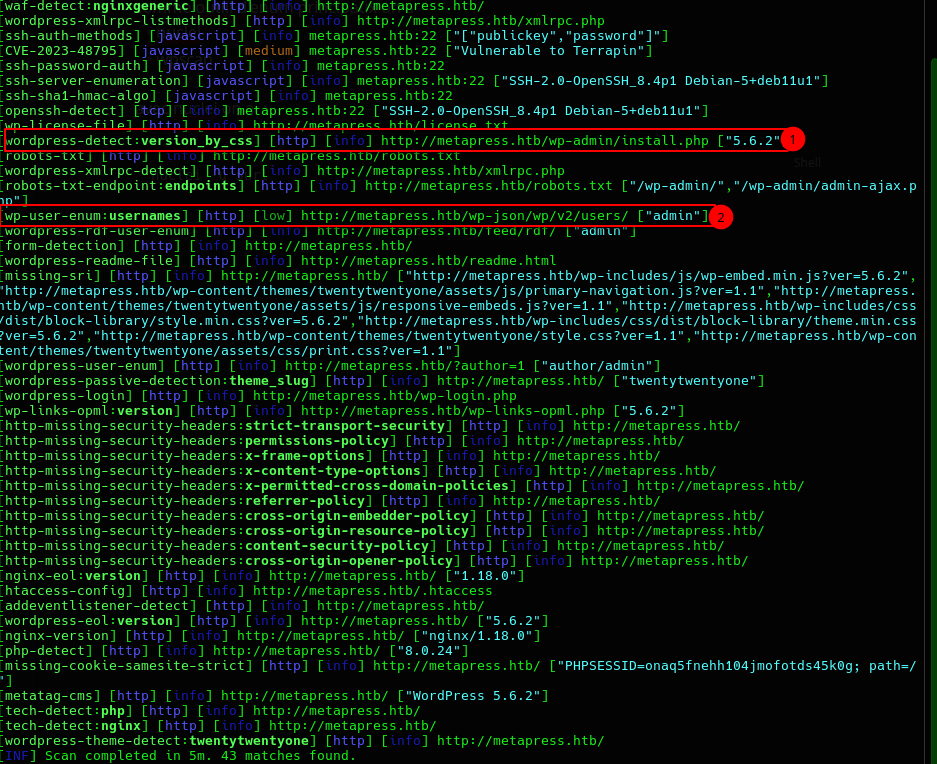 [waf-detect:nginxgeneric] [http] [info] http://metapress.htb/
[wordpress-xmlrpc-listmethods] [http] [info] http://metapress.htb/xmlrpc.php
[ssh-auth-methods] [javascript] [info] metapress.htb:22 ["["publickey","password"]"]
[CVE-2023-48795] [javascript] [medium] metapress.htb:22 ["Vulnerable to Terrapin"]
[ssh-password-auth] [javascript] [info] metapress.htb:22
[ssh-server-enumeration] [javascript] [info] metapress.htb:22 ["SSH-2.0-OpenSSH_8.4p1 Debian-5+deb11u1"]
[ssh-sha1-hmac-algo] [javascript] [info] metapress.htb:22
[openssh-detect] [tcp] [info] metapress.htb:22 ["SSH-2.0-OpenSSH_8.4p1 Debian-5+deb11u1"]
[wp-license-file] [http] [info] http://metapress.htb/license.txt
[wordpress-detect:version_by_css] [http] [info] http://metapress.htb/wp-admin/install.php ["5.6.2" 1
Shell
[robots-txt] [http] [info] http://metapress.htb/robots.txt
[wordpress-xmlrpc-detect] [http] [info] http://metapress.htb/xmlrpc.php
[robots-txt-endpoint:endpoints] [http] [info] http://metapress.htb/robots.txt ["/wp-admin/","/wp-admin/admin-ajax.p
hp"]
[wp-user-enum:usernames] [http] [low] http://metapress.htb/wp-json/wp/v2/users/ ["admin"] 2
[wordpress-rdf-user-enum] [http] [info] http://metapress.htb/feed/rdf/ ["admin"]
[form-detection] [http] [info] http://metapress.htb/
[wordpress-readme-file] [http] [info] http://metapress.htb/readme.html
[missing-sri] [http] [info] http://metapress.htb/ ["http://metapress.htb/wp-includes/js/wp-embed.min.js?ver=5.6.2",
"http://metapress.htb/wp-content/themes/twentytwentyone/assets/js/primary-navigation.js?ver=1.1","http://metapress.
htb/wp-content/themes/twentytwentyone/assets/js/responsive-embeds.js?ver=1.1","http://metapress.htb/wp-includes/css
/dist/block-library/style.min.css?ver=5.6.2","http://metapress.htb/wp-includes/css/dist/block-library/theme.min.css
?ver=5.6.2","http://metapress.htb/wp-content/themes/twentytwentyone/style.css?ver=1.1","http://metapress.htb/wp-con
tent/themes/twentytwentyone/assets/css/print.css?ver=1.1"]
[wordpress-user-enum] [http] [info] http://metapress.htb/?author=1 ["author/admin"]
[wordpress-passive-detection:theme_slug] [http] [info] http://metapress.htb/ ["twentytwentyone"]
[wordpress-login] [http] [info] http://metapress.htb/wp-login.php
[wp-links-opml:version] [http] [info] http://metapress.htb/wp-links-opml.php ["5.6.2"]
[http-missing-security-headers:strict-transport-security] [http] [info] http://metapress.htb/
[http-missing-security-headers:permissions-policy] [http] [info] http://metapress.htb/
[http-missing-security-headers:x-frame-options] [http] [info] http://metapress.htb/
[http-missing-security-headers:x-content-type-options] [http] [info] http://metapress.htb/
[http-missing-security-headers:x-permitted-cross-domain-policies] [http] [info] http://metapress.htb/
[http-missing-security-headers:referrer-policy] [http] [info] http://metapress.htb/
[http-missing-security-headers:cross-origin-embedder-policy] [http] [info] http://metapress.htb/
[http-missing-security-headers:cross-origin-resource-policy] [http] [info] http://metapress.htb/
[http-missing-security-headers:content-security-policy] [http] [info] http://metapress.htb/
[http-missing-security-headers:cross-origin-opener-policy] [http] [info] http://metapress.htb/
[nginx-eol:version] [http] [info] http://metapress.htb/ ["1.18.0"]
[htaccess-config] [http] [info] http://metapress.htb/.htaccess
[addeventlistener-detect] [http] [info] http://metapress.htb/
[wordpress-eol:version] [http] [info] http://metapress.htb/ ["5.6.2"]
[nginx-version] [http] [info] http://metapress.htb/ ["nginx/1.18.0"]
[php-detect] [http] [info] http://metapress.htb/ ["8.0.24"]
[missing-cookie-samesite-strict] [http] [info] http://metapress.htb/ ["PHPSESSID=onaq5fnehh104jmofotds45k0g; path=/
"]
[metatag-cms] [http] [info] http://metapress.htb/ ["WordPress 5.6.2"]
[tech-detect:php] [http] [info] http://metapress.htb/
[tech-detect:nginx] [http] [info] http://metapress.htb/
[wordpress-theme-detect:twentytwentyone] [http] [info] http://metapress.htb/
[INF] Scan completed in 5m. 43 matches found.